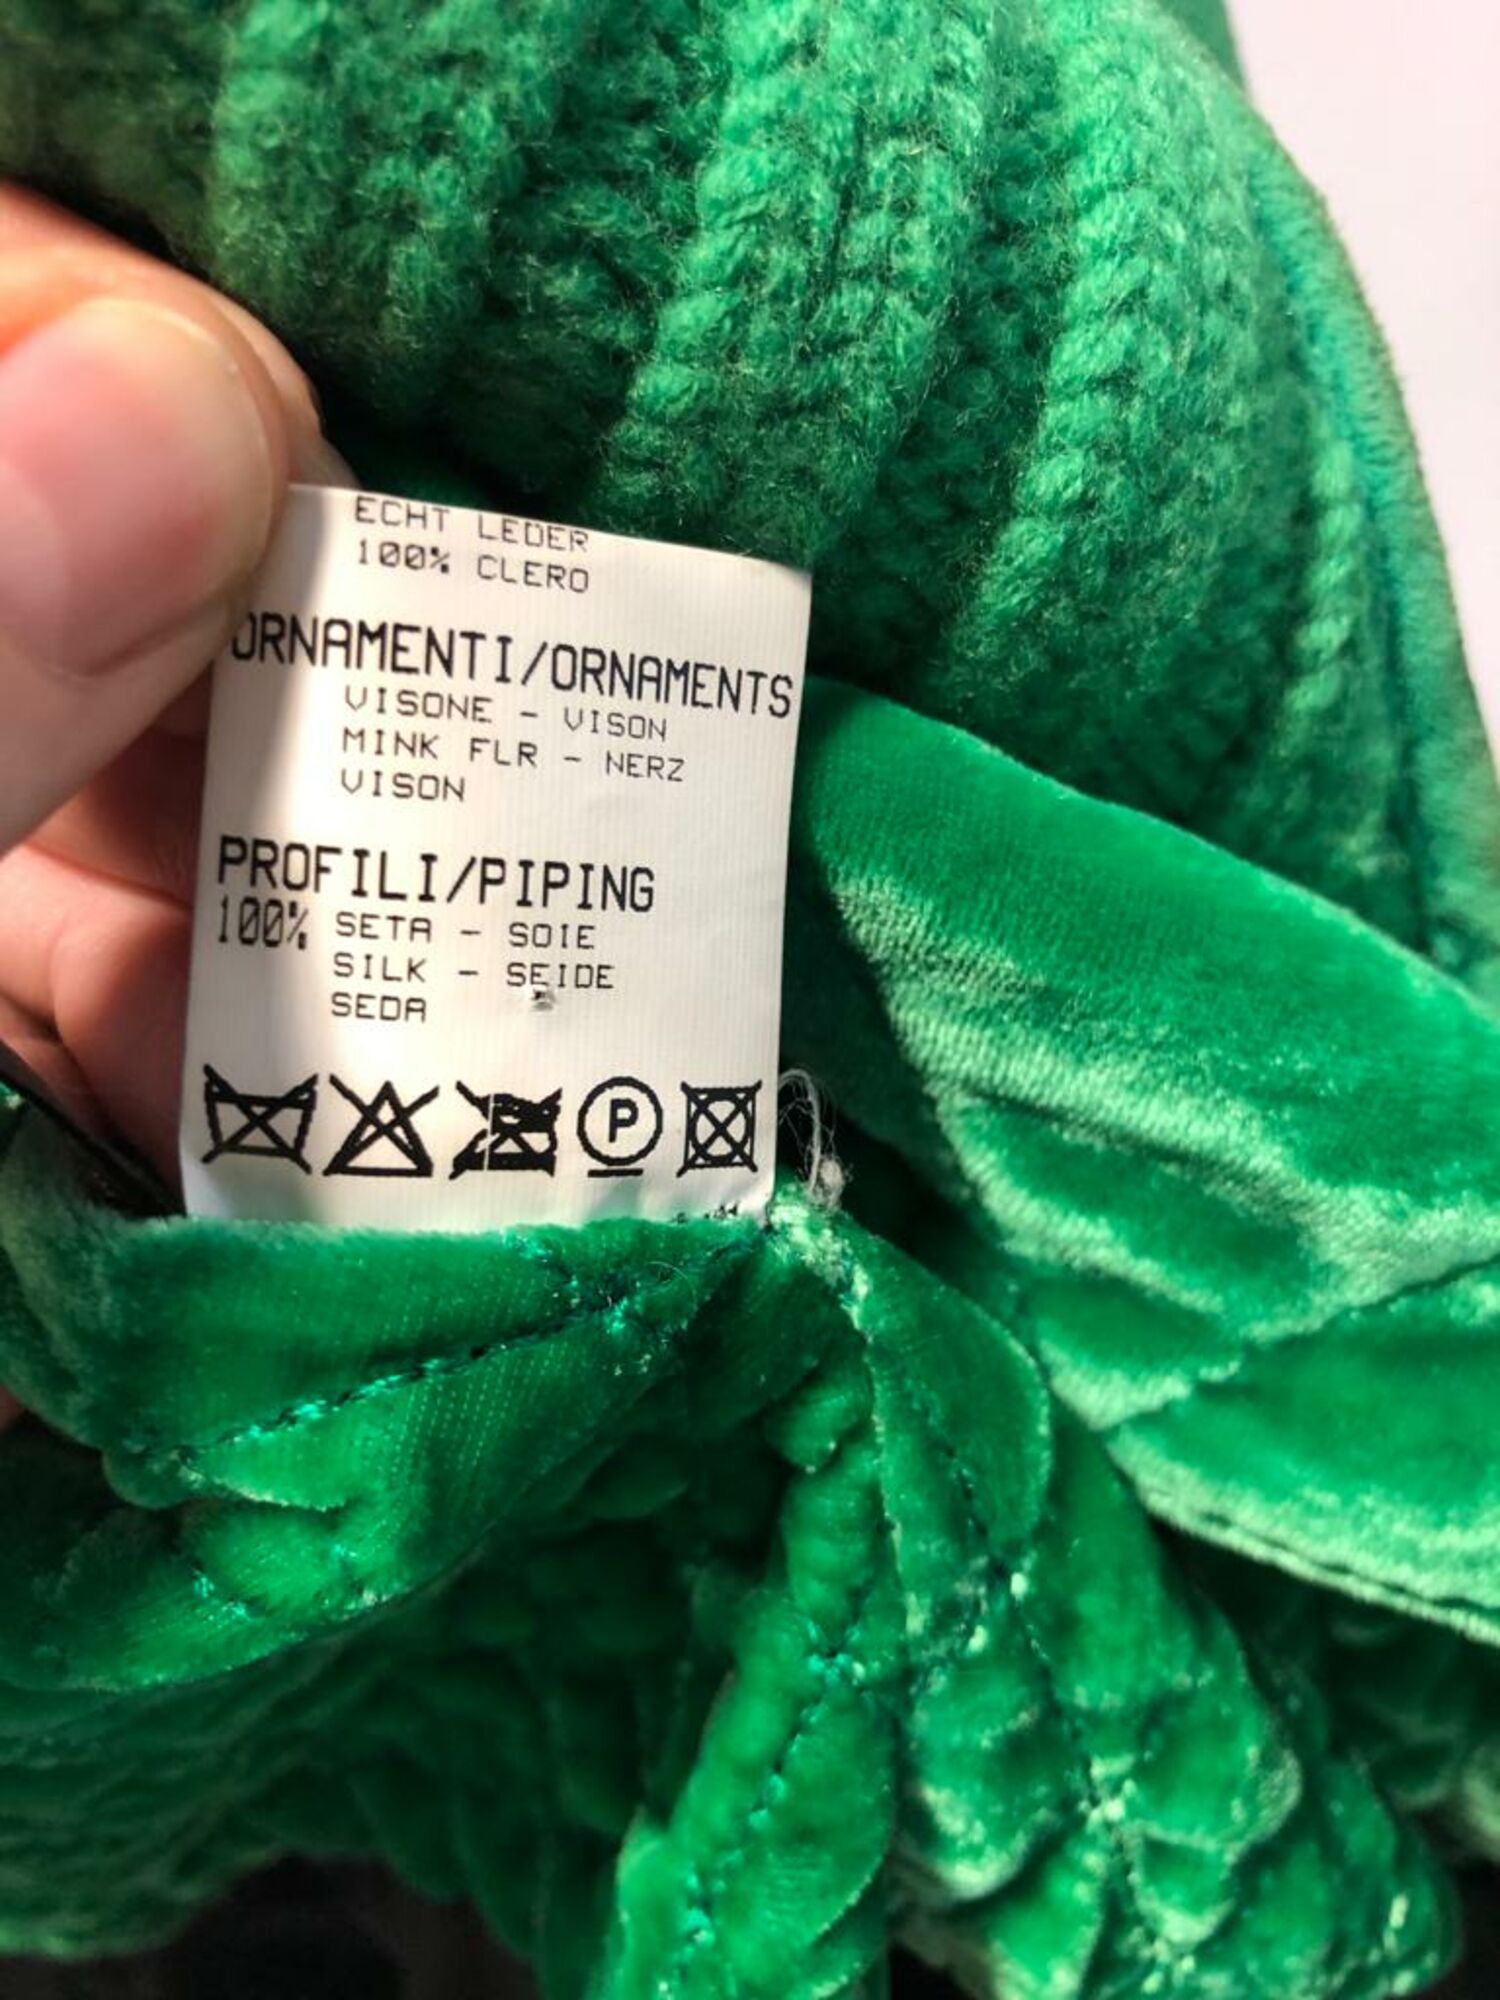 ECHT LEDER
100% CLERO
ORNAMENTI/ORNAMENTS
VISONE - VISON
MINK FLR - NERZ
VISON
PROFILI/PIPING
100% SETA - SOIE
SILK - SEIDE
SEDA
P